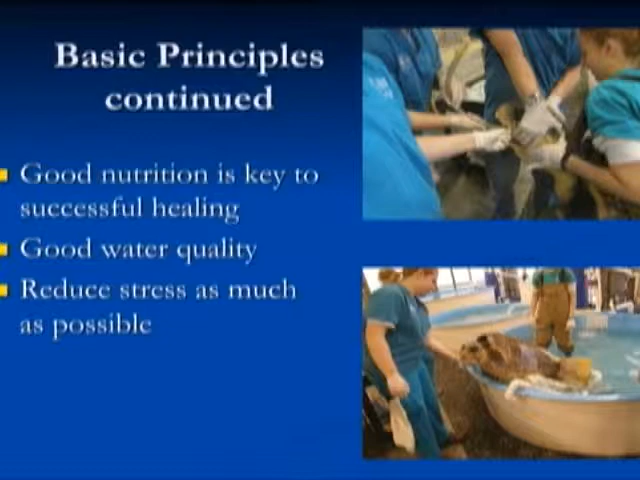 Basic Principles
continued
Good nutrition is key to
successful healing
Good water quality
Reduce stress as much
as possible